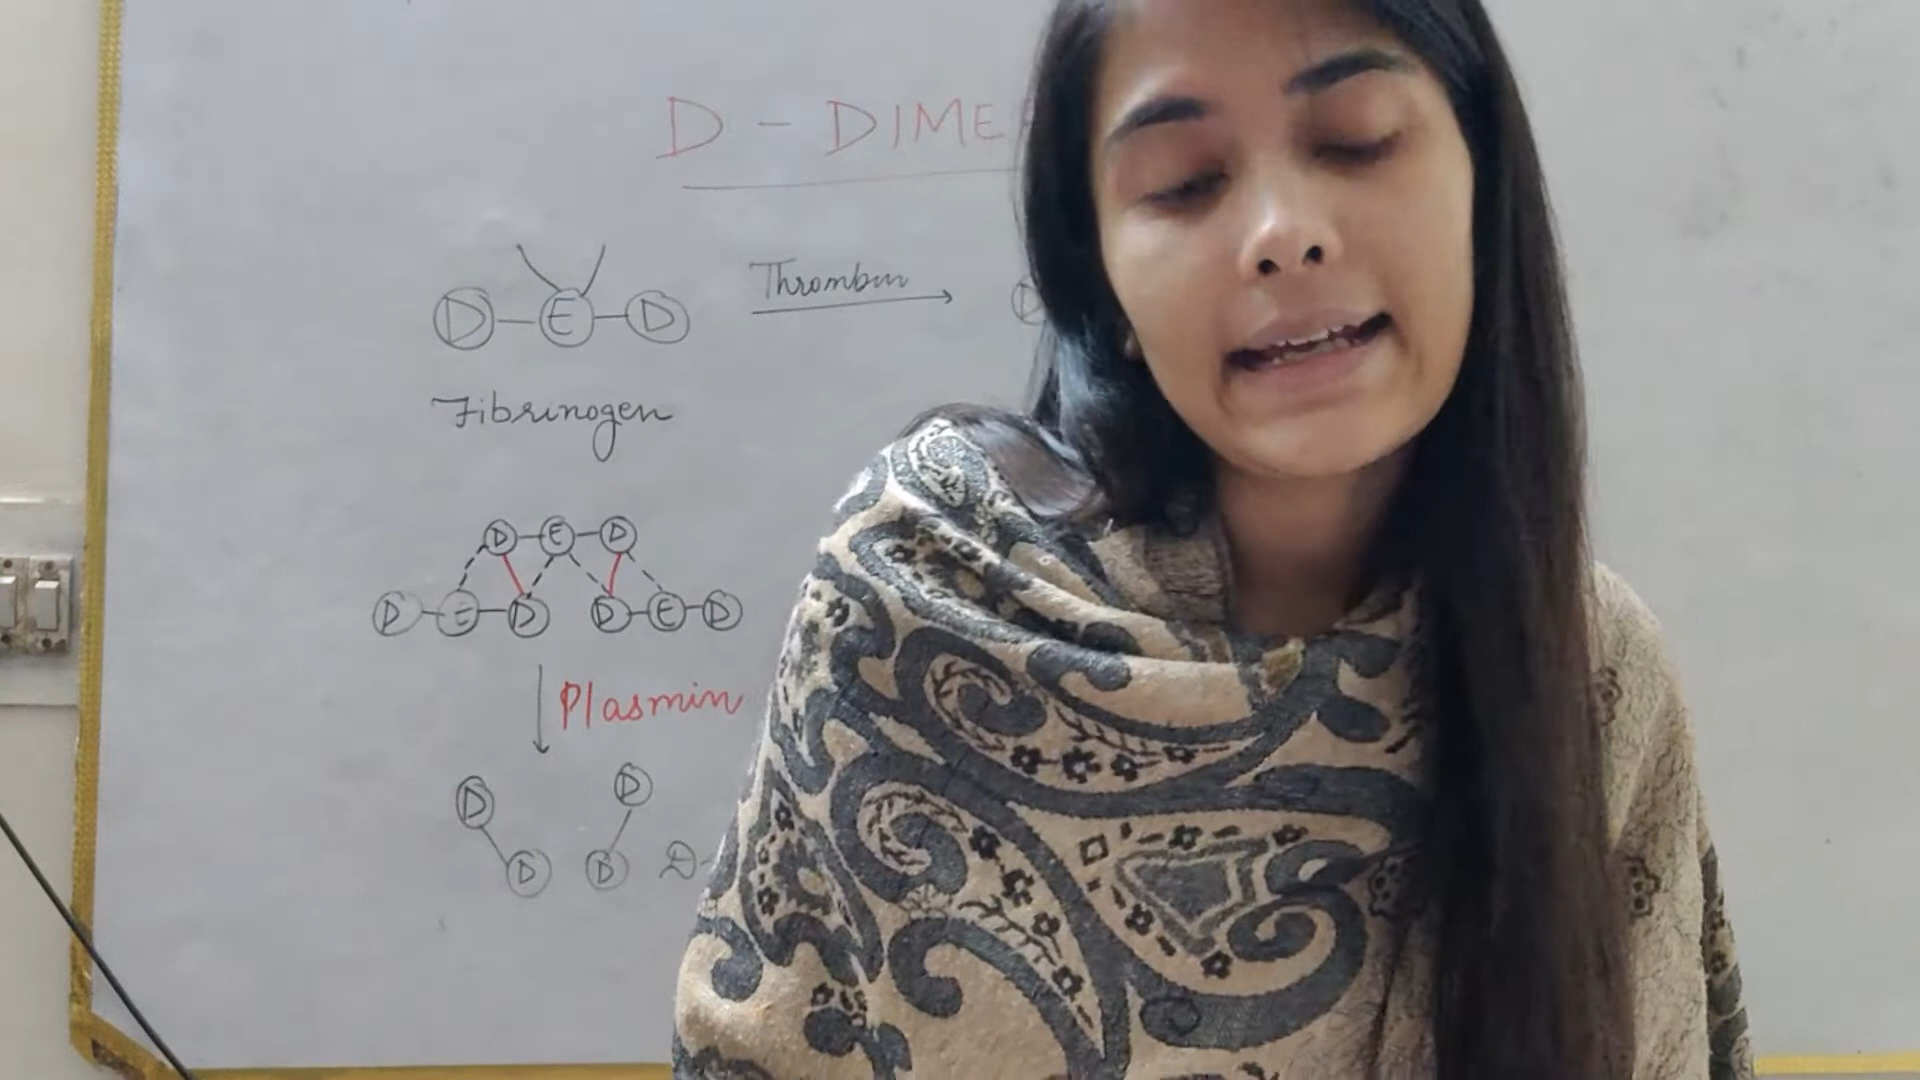 D - DIME
D E D Thrombin D
Fibrinogen
D E D
D E D D E D
Plasmin
D D
D D D-